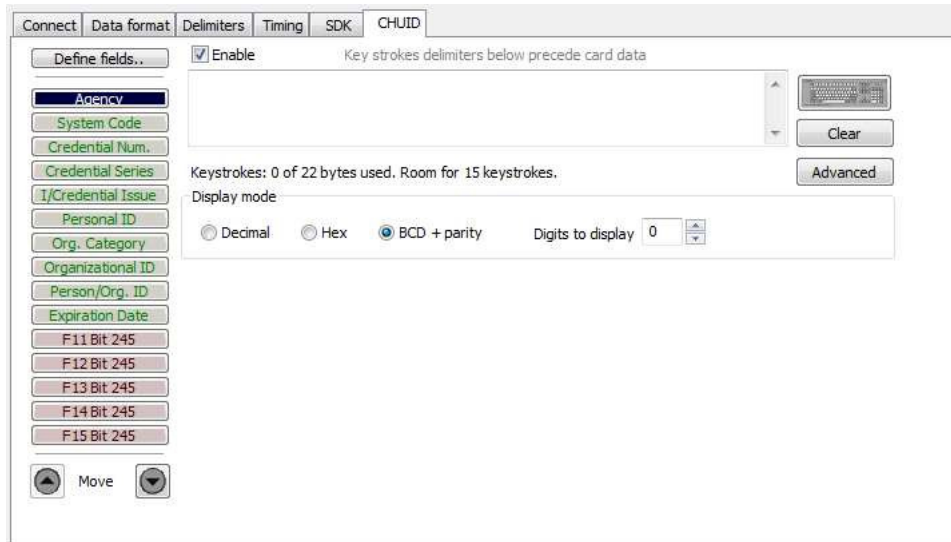 Connect Data format Delimiters Timing SDK CHUID
Define fields..
Enable Key strokes delimiters below precede card data
Agency
System Code
Credential Num.
Credential Series
I/Credential Issue
Personal ID
Org. Category
Organizational ID
Person/Org. ID
Expiration Date
F11 Bit 245
F12 Bit 245
F13 Bit 245
F14 Bit 245
F15 Bit 245
Move
Clear
Advanced
Keystrokes: 0 of 22 bytes used. Room for 15 keystrokes.
Display mode
Decimal Hex BCD + parity Digits to display 0